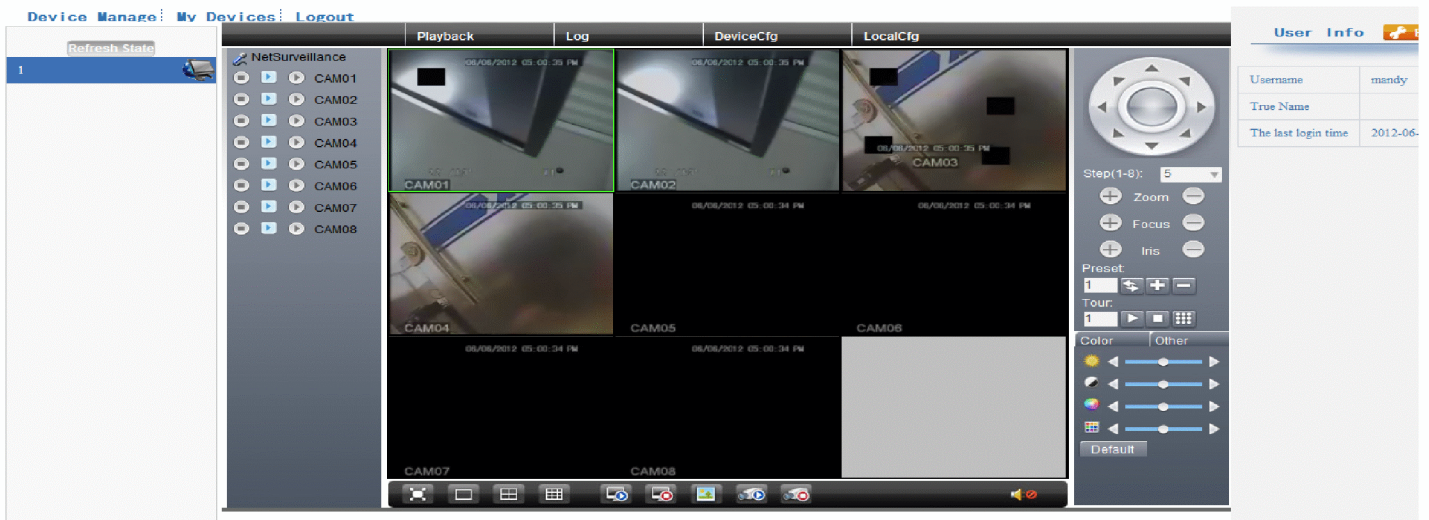 Device Manage My Devices Logout
Refresh State
1
Playback Log DeviceCfg LocalCfg
NetSurveillance
CAM01
CAM02
CAM03
CAM04
CAM05
CAM06
CAM07
CAM08
06/06/2012 05:00:35 PM
CAM01
06/06/2012 05:00:35 PM
CAM02
06/06/2012 05:00:35 PM
CAM03
06/06/2012 05:00:35 PM
CAM04
06/06/2012 05:00:34 PM
CAM05
06/06/2012 05:00:34 PM
CAM06
06/06/2012 05:00:34 PM
CAM07
06/06/2012 05:00:34 PM
CAM08
Step(1-8): 5
Zoom
Focus
Iris
Preset:
1
Tour:
1
Color Other
Default
User Info
Username mandy
True Name
The last login time 2012-06-